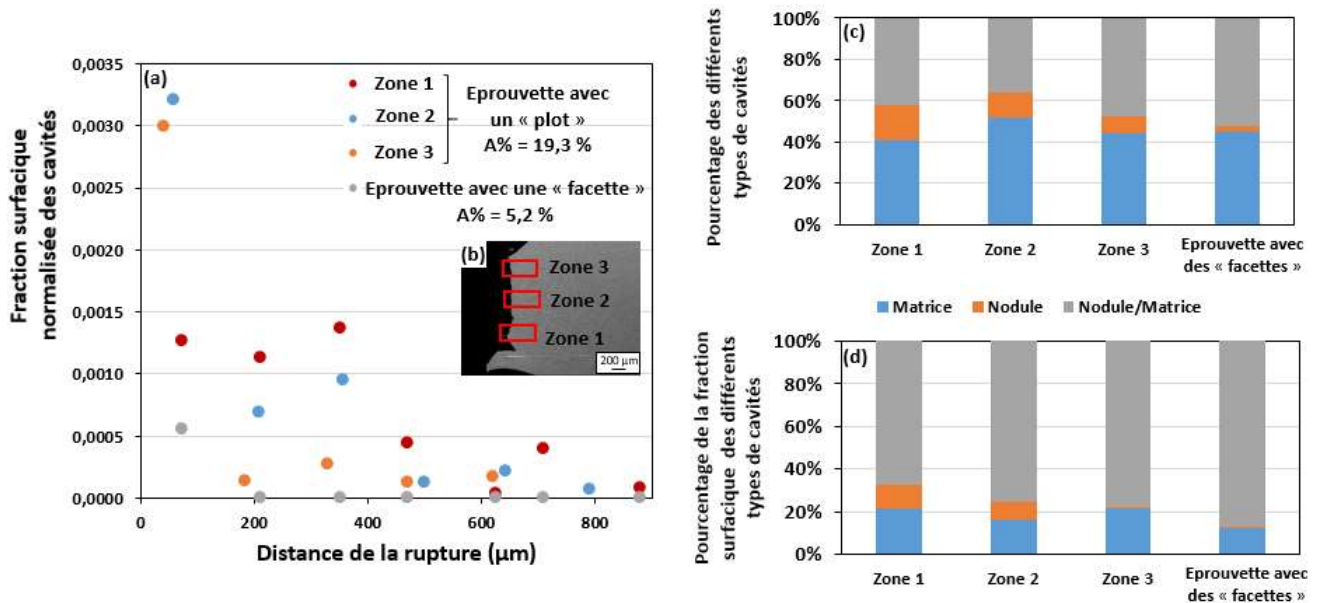 (a)
Fraction surfacique
normalisée des cavités
0,0035
0,0030
0,0025
0,0020
0,0015
0,0010
0,0005
0,0000
0
200
400
600
800
Distance de la rupture (µm)
Zone 1
Zone 2
Zone 3
Eprouvette avec
un « plot »
A% = 19,3 %
Eprouvette avec une « facette »
A% = 5,2 %
(b)
Zone 3
Zone 2
Zone 1
200 µm
(c)
Pourcentage des différents
types de cavités
100%
80%
60%
40%
20%
0%
Zone 1
Zone 2
Zone 3
Eprouvette avec
des « facettes »
Matrice
Nodule
Nodule/Matrice
(d)
Pourcentage de la fraction
surfacique des différents
types de cavités
100%
80%
60%
40%
20%
0%
Zone 1
Zone 2
Zone 3
Eprouvette avec
des « facettes »